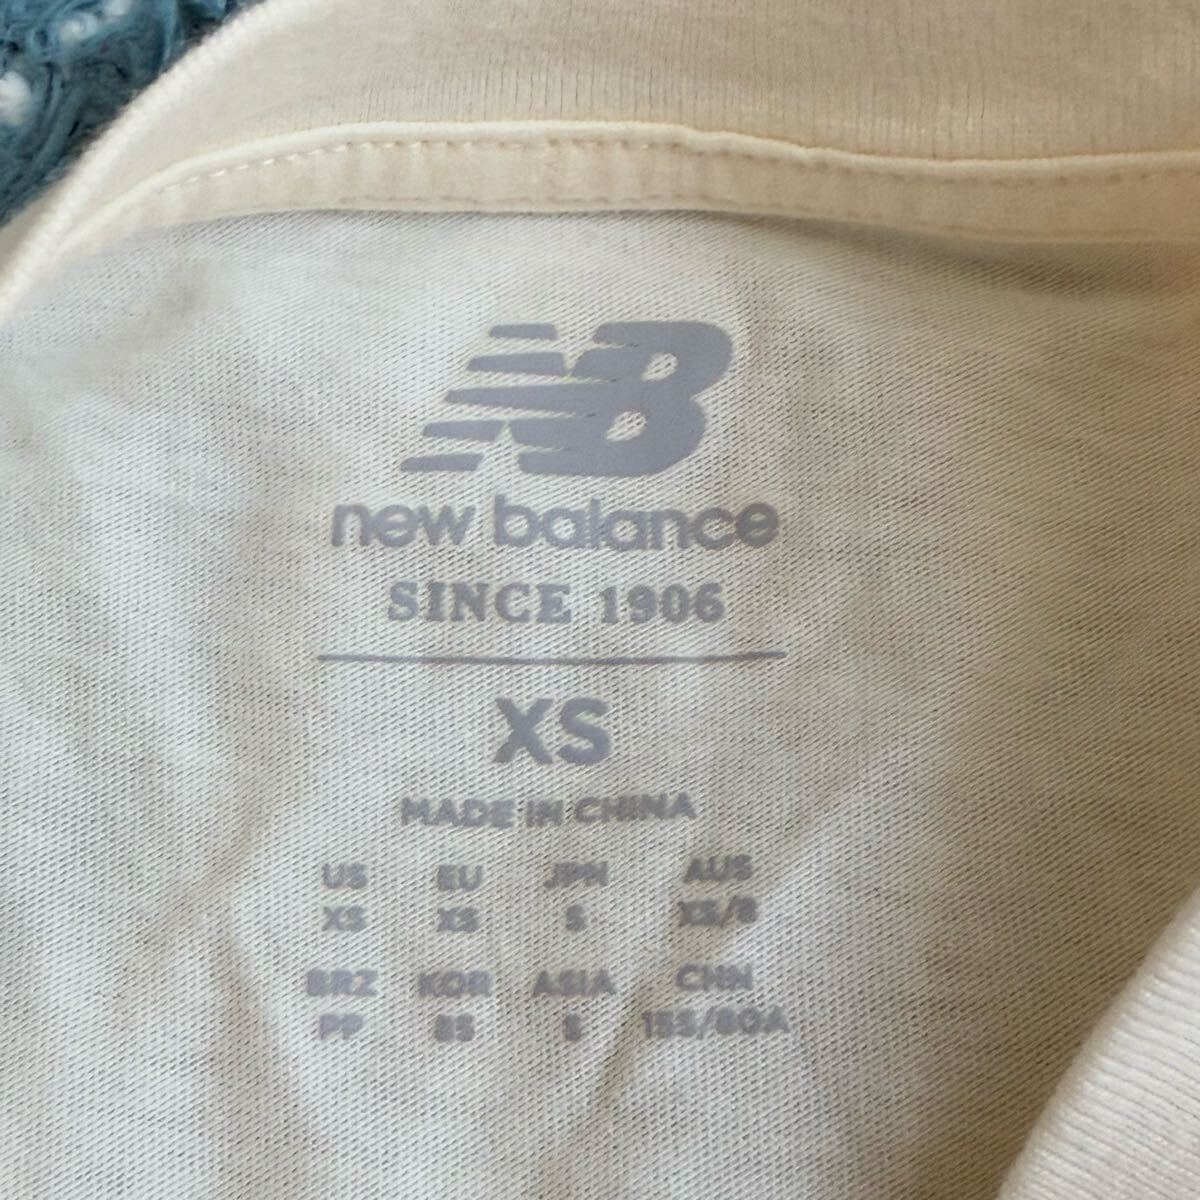 NB
new balance
SINCE 1906
XS
MADE IN CHINA
US EU JPN AUS
XS XS S XS/8
BRZ KOR ASIA CHN
PP 85 S 155/80A